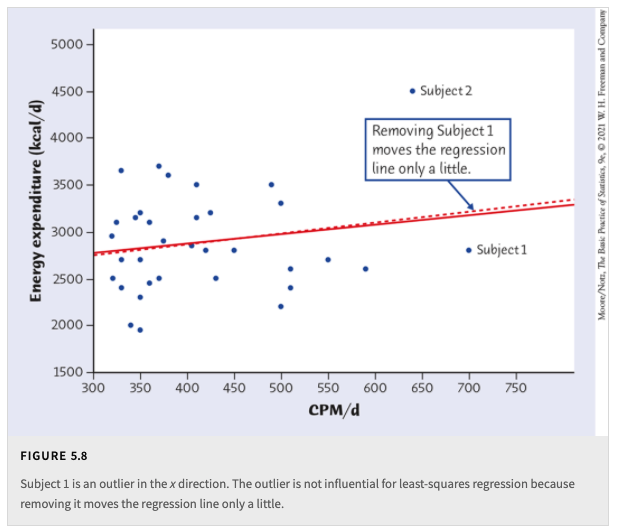 5000
4500
4000
3500
3000
2500
2000
1500
Energy expenditure (kcal/d)
Subject 2
Removing Subject 1
moves the regression
line only a little.
Subject 1
300
350
400
450
500
550
600
650
700
750
CPM/d
Moore/Notz, The Basic Practice of Statistics, 9e, © 2021 W. H. Freeman and Company
FIGURE 5.8
Subject 1 is an outlier in the x direction. The outlier is not influential for least-squares regression because
removing it moves the regression line only a little.